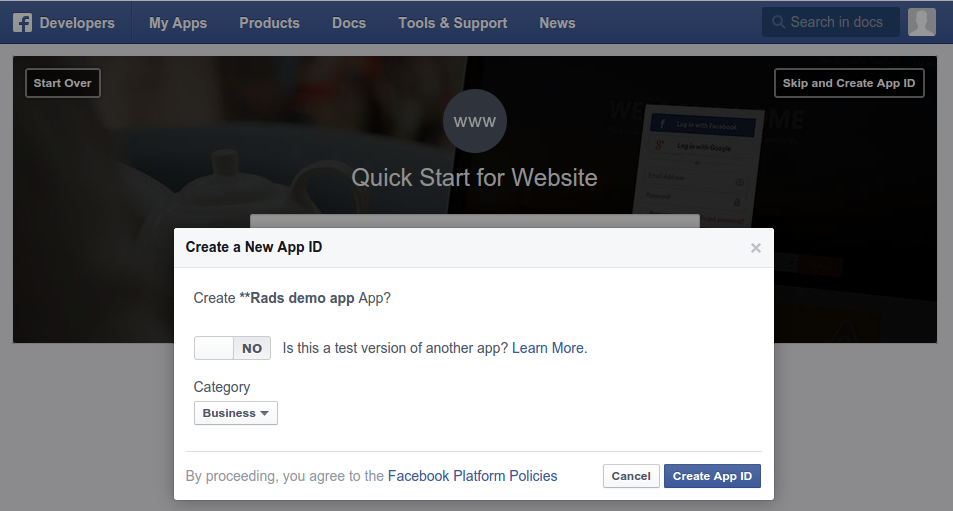 f Developers My Apps Products Docs Tools & Support News Search in docs
Start Over
Skip and Create App ID
www
Quick Start for Website
Log in with Facebook
Log in with Google
Email Address
Password
Create a New App ID ×
Create **Rads demo app App?
NO Is this a test version of another app? Learn More.
Category
Business
By proceeding, you agree to the Facebook Platform Policies Cancel Create App ID